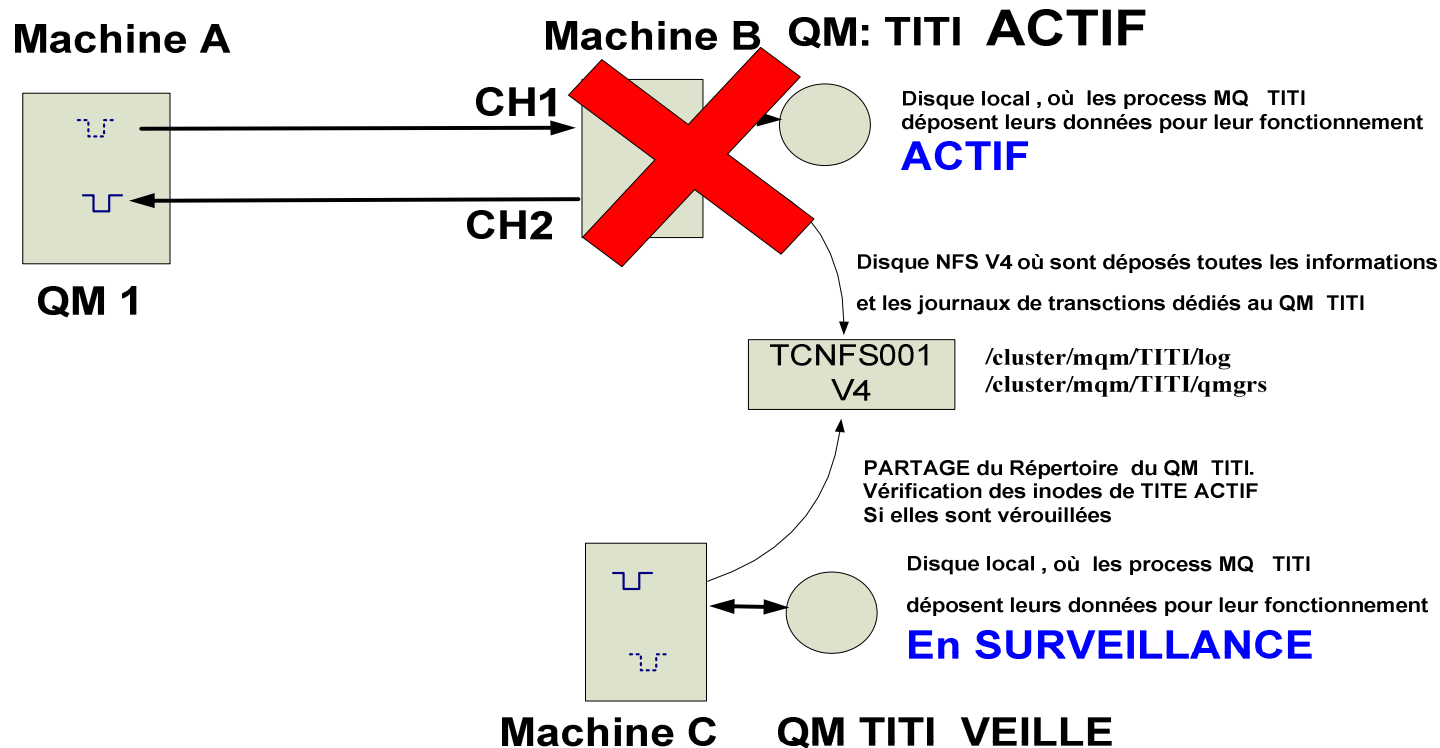 Machine A
Machine B QM: TITI ACTIF
CH1
Disque local , où les process MQ TITI
déposent leurs données pour leur fonctionnement
ACTIF
CH2
QM 1
Disque NFS V4 où sont déposés toutes les informations
et les journaux de transctions dédiés au QM TITI
TCNFS001
V4
/cluster/mqm/TITI/log
/cluster/mqm/TITI/qmgrs
PARTAGE du Répertoire du QM TITI.
Vérification des inodes de TITE ACTIF
Si elles sont vérouillées
Disque local , où les process MQ TITI
déposent leurs données pour leur fonctionnement
En SURVEILLANCE
Machine C QM TITI VEILLE